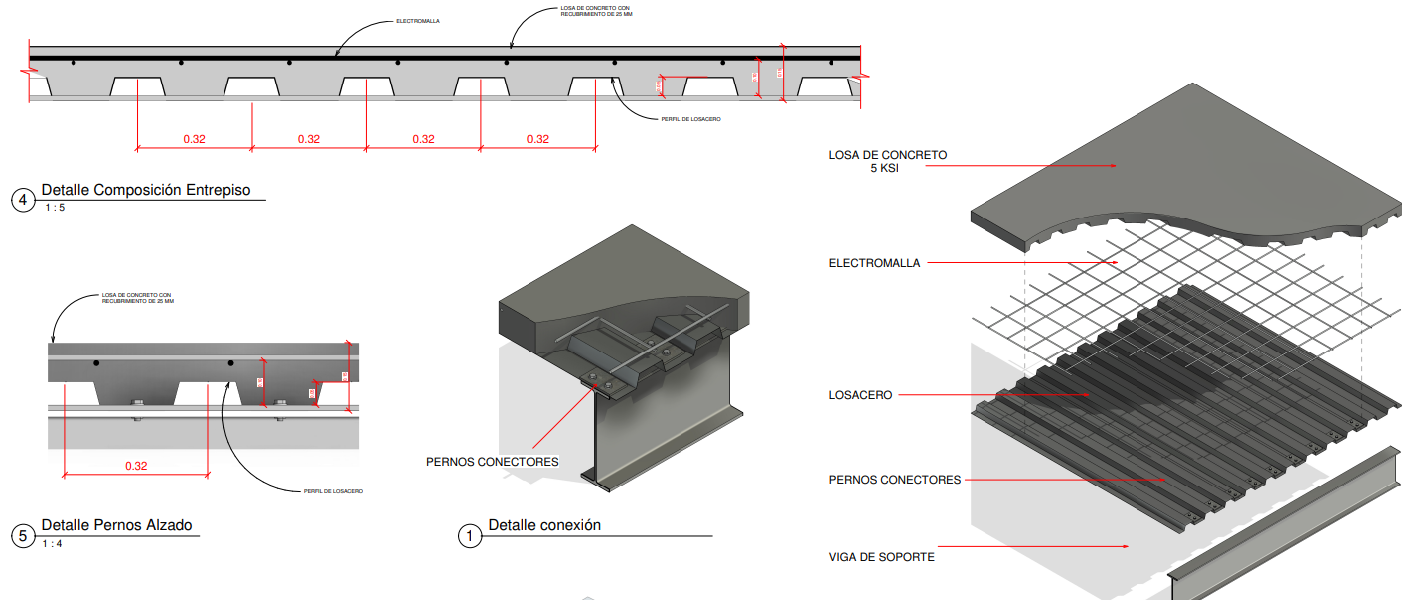 ELECTROMALLA
LOSA DE CONCRETO CON
RECUBRIMIENTO DE 25 MM
PERFIL DE LOSACERO
0.32
0.32
0.32
0.32
4
Detalle Composición Entrepiso
1 : 5
LOSA DE CONCRETO CON
RECUBRIMIENTO DE 25 MM
0.32
PERFIL DE LOSACERO
5
Detalle Pernos Alzado
1 : 4
PERNOS CONECTORES
1
Detalle conexión
LOSA DE CONCRETO
5 KSI
ELECTROMALLA
LOSACERO
PERNOS CONECTORES
VIGA DE SOPORTE